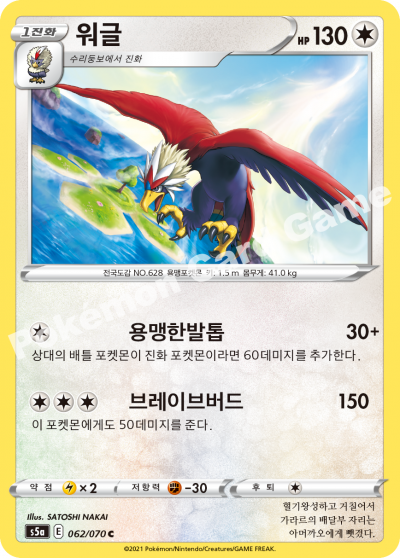 1진화
워글
HP 130
수리둥보에서 진화
전국도감 NO.628 용맹포켓몬 키: 1.5 m 몸무게: 41.0 kg
용맹한발톱 30+
상대의 배틀 포켓몬이 진화 포켓몬이라면 60데미지를 추가한다.
브레이브버드 150
이 포켓몬에게도 50데미지를 준다.
약점 ×2 저항력 -30 후퇴
Illus. SATOSHI NAKAI
s5a E 062/070 C
혈기왕성하고 거칠어서
가라르의 배달부 자리는
아머까오에게 뺏겼다.
©2021 Pokémon/Nintendo/Creatures/GAME FREAK.
Pokémon Card Game